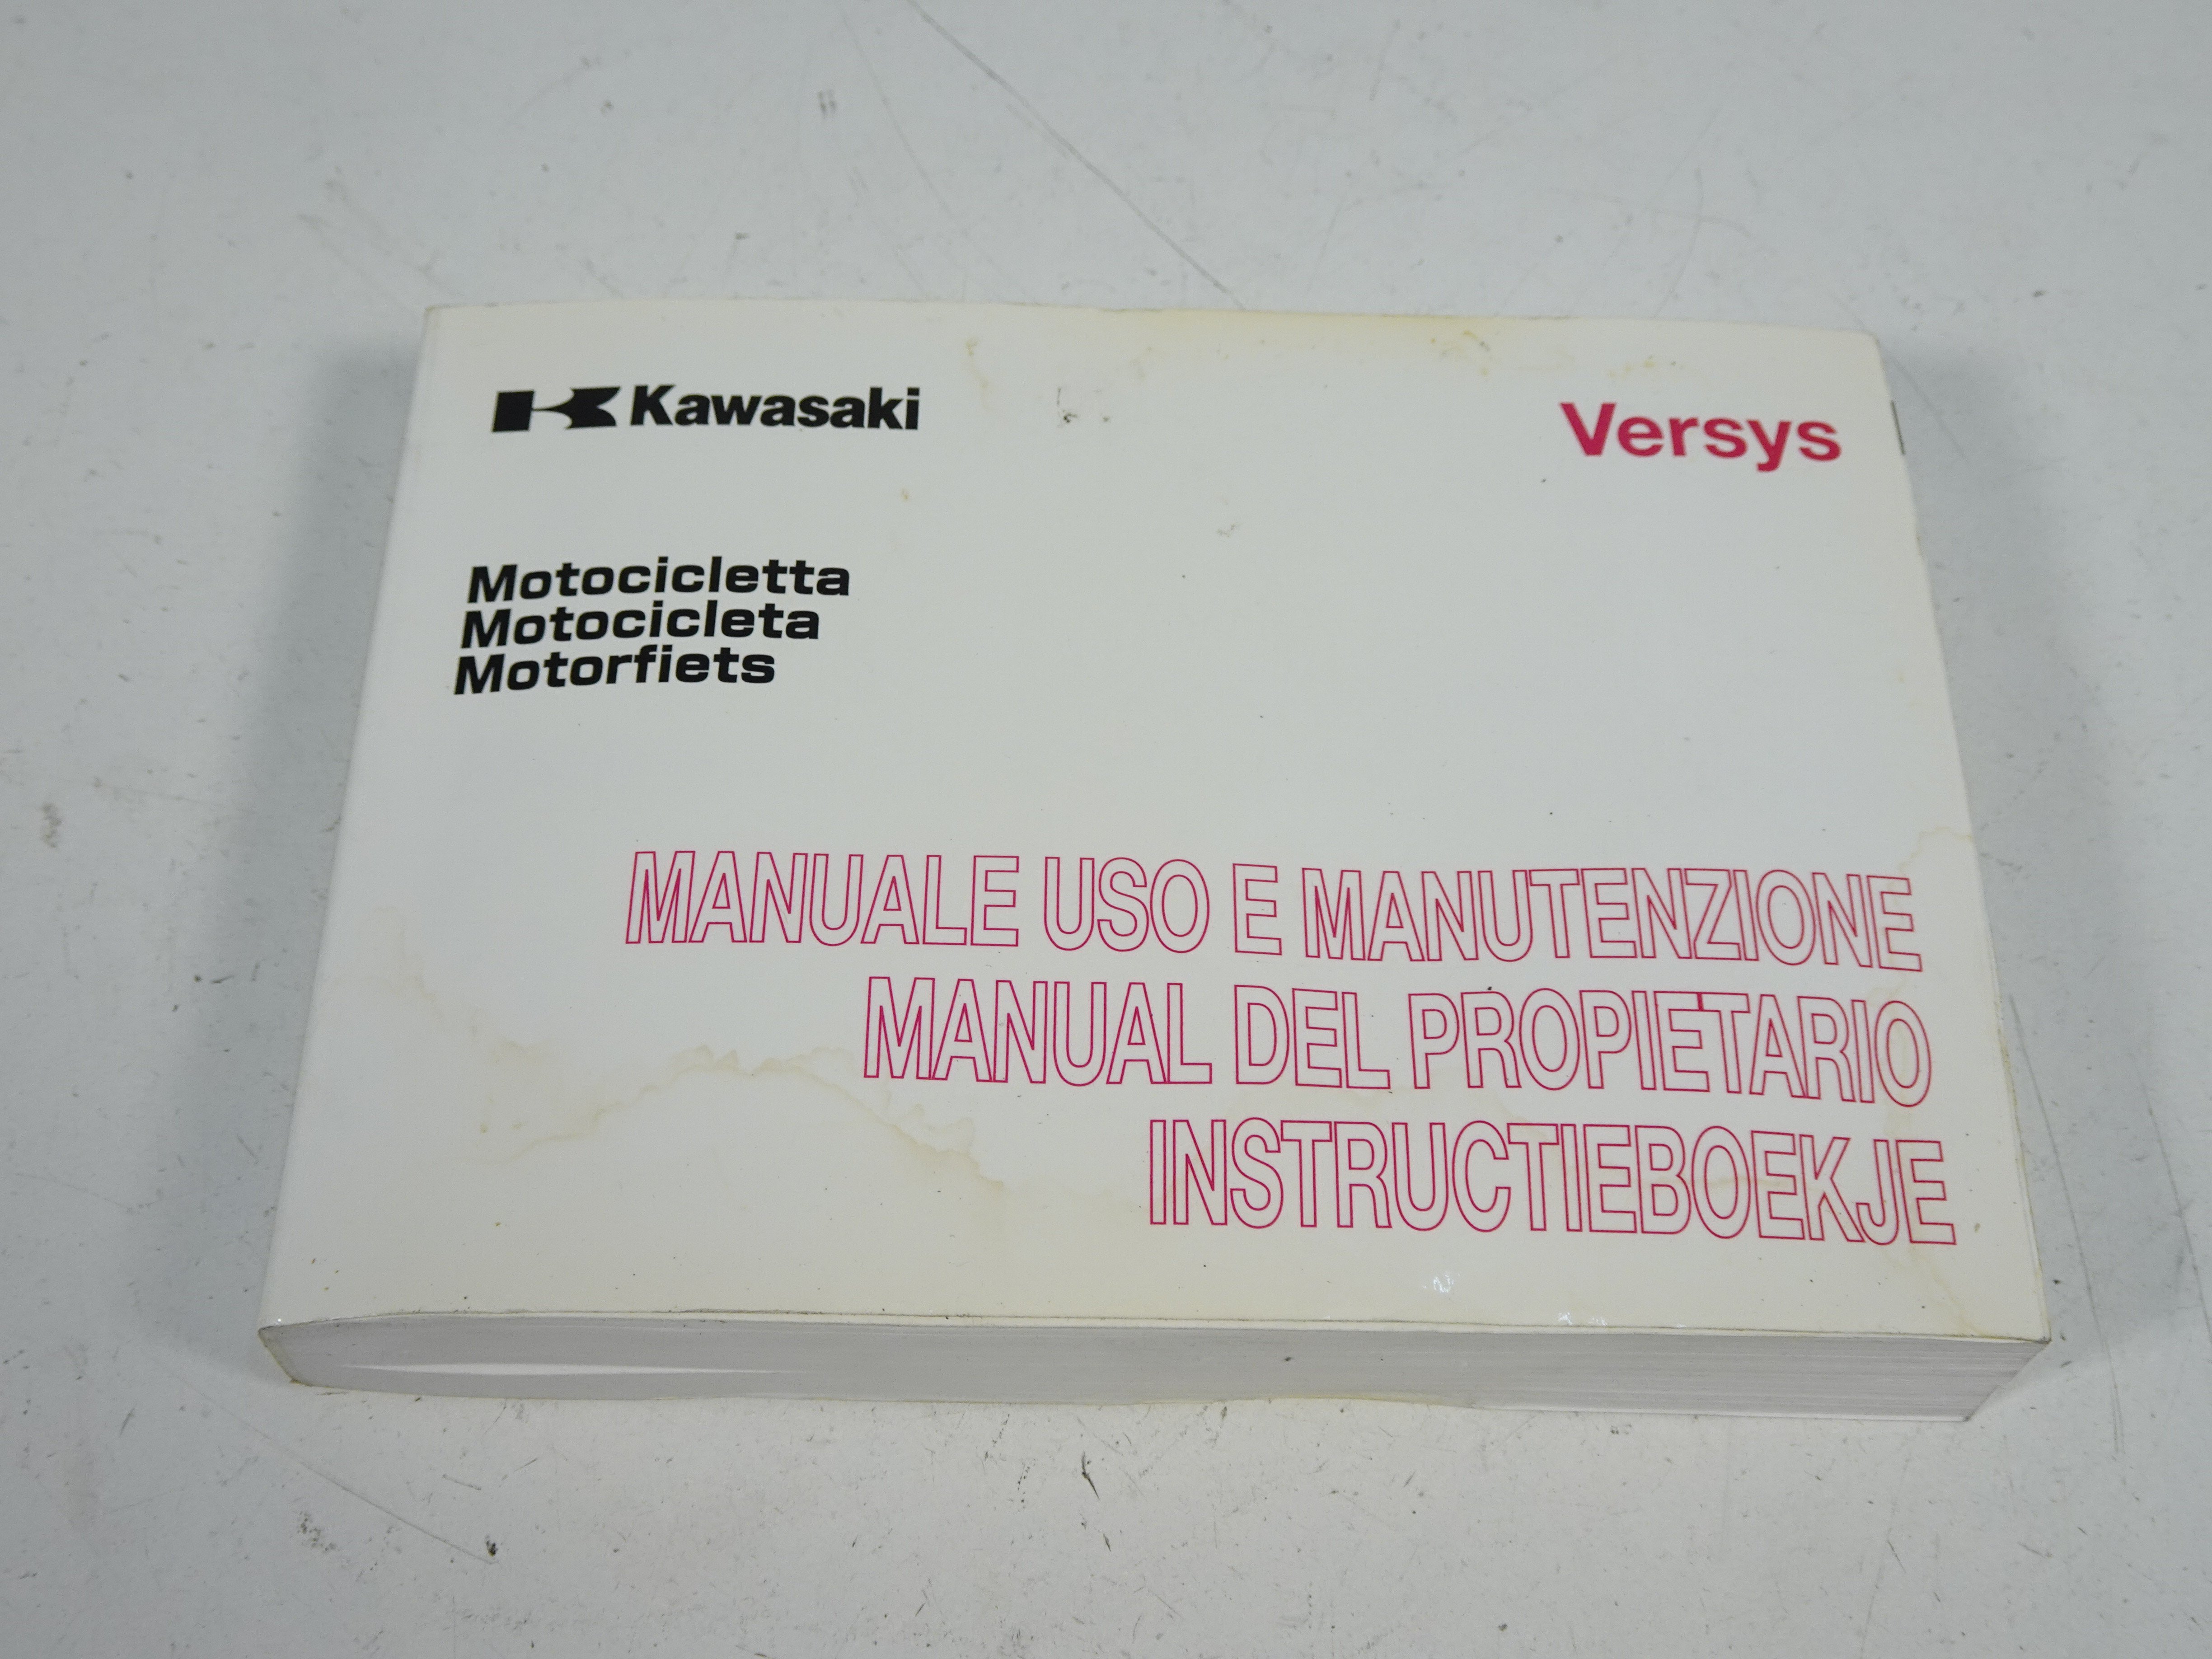 Kawasaki
Versys
Motocicletta
Motocicleta
Motorfiets
MANUALE USO E MANUTENZIONE
MANUAL DEL PROPIETARIO
INSTRUCTIEBOEKJE